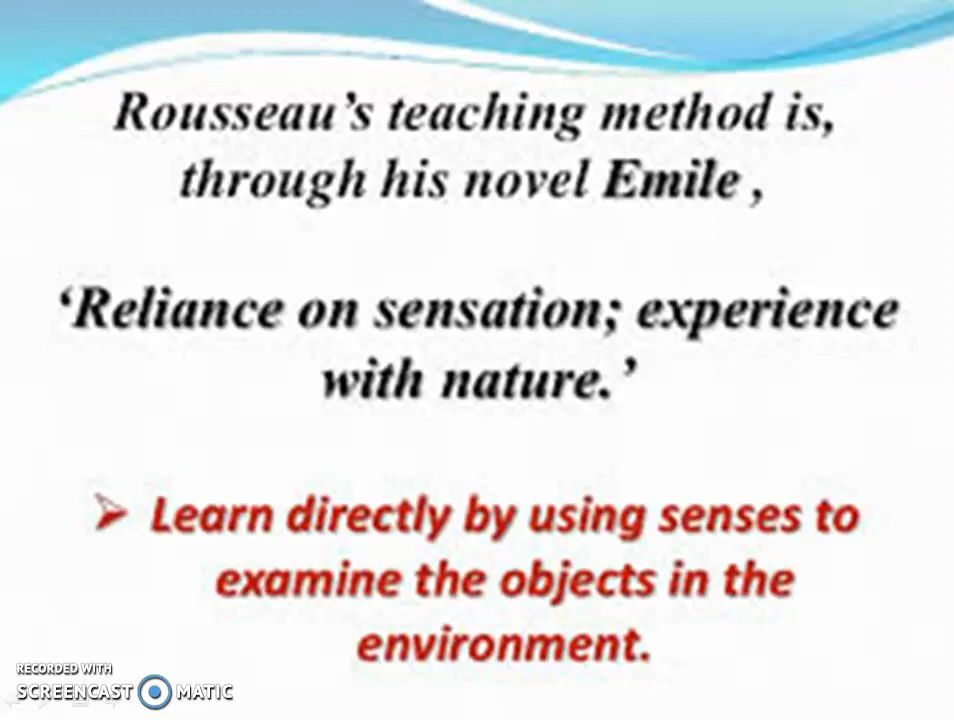 Rousseau’s teaching method is,
through his novel Emile ,
‘Reliance on sensation; experience
with nature.’
➢ Learn directly by using senses to
examine the objects in the
environment.
RECORDED WITH
SCREENCAST MATIC